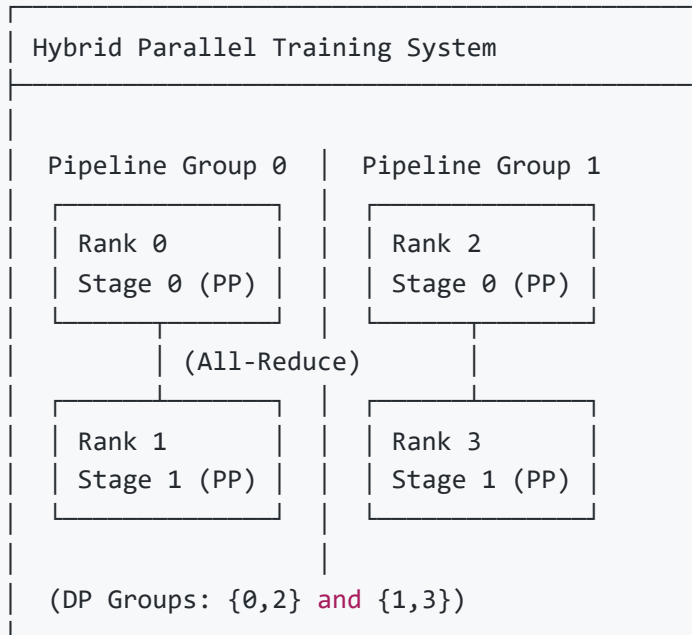 Hybrid Parallel Training System
Pipeline Group 0 │ Pipeline Group 1
Rank 0
Rank 2
Stage 0 (PP)
Stage 0 (PP)
(All-Reduce)
Rank 1
Rank 3
Stage 1 (PP)
Stage 1 (PP)
(DP Groups: {0,2} and {1,3})